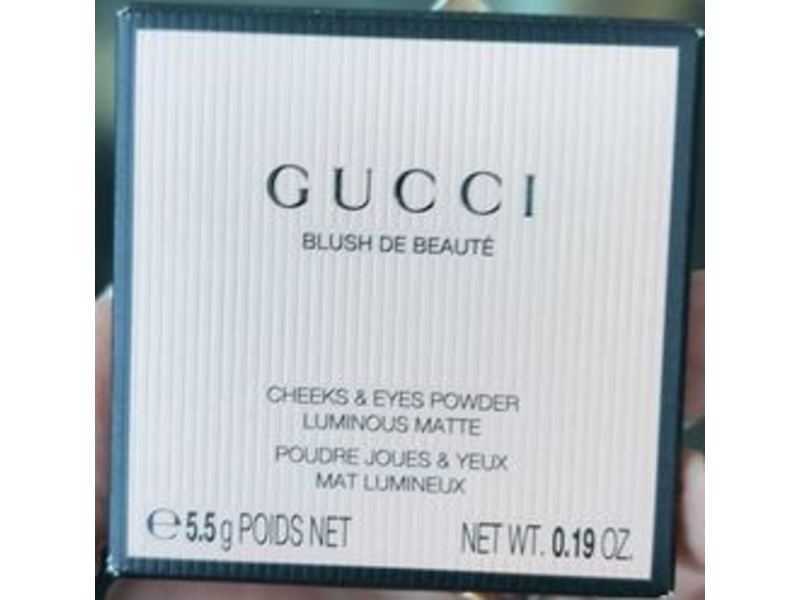 GUCCI
BLUSH DE BEAUTÉ
CHEEKS & EYES POWDER
LUMINOUS MATTE
POUDRE JOUES & YEUX
MAT LUMINEUX
℮ 5.5 g POIDS NET NET WT. 0.19 OZ.